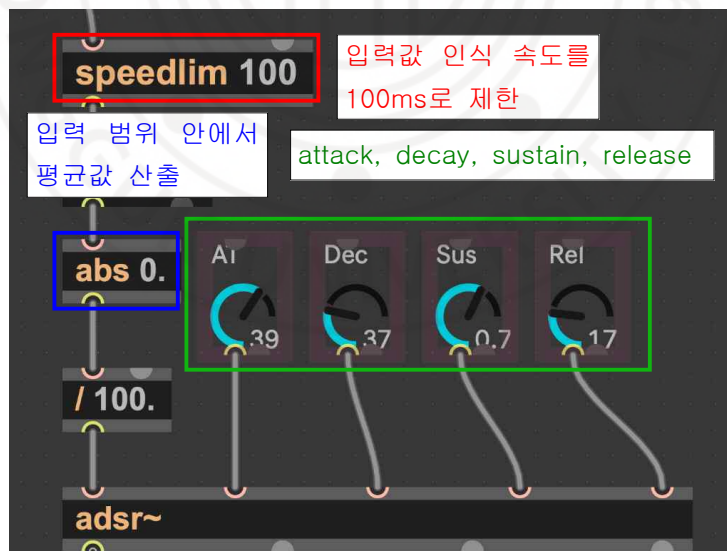 speedlim 100
입력값 인식 속도를
100ms로 제한
입력 범위 안에서
평균값 산출
attack, decay, sustain, release
abs 0.
Dec
Sus
Rel
39
37
0.7
17
/ 100.
adsr~